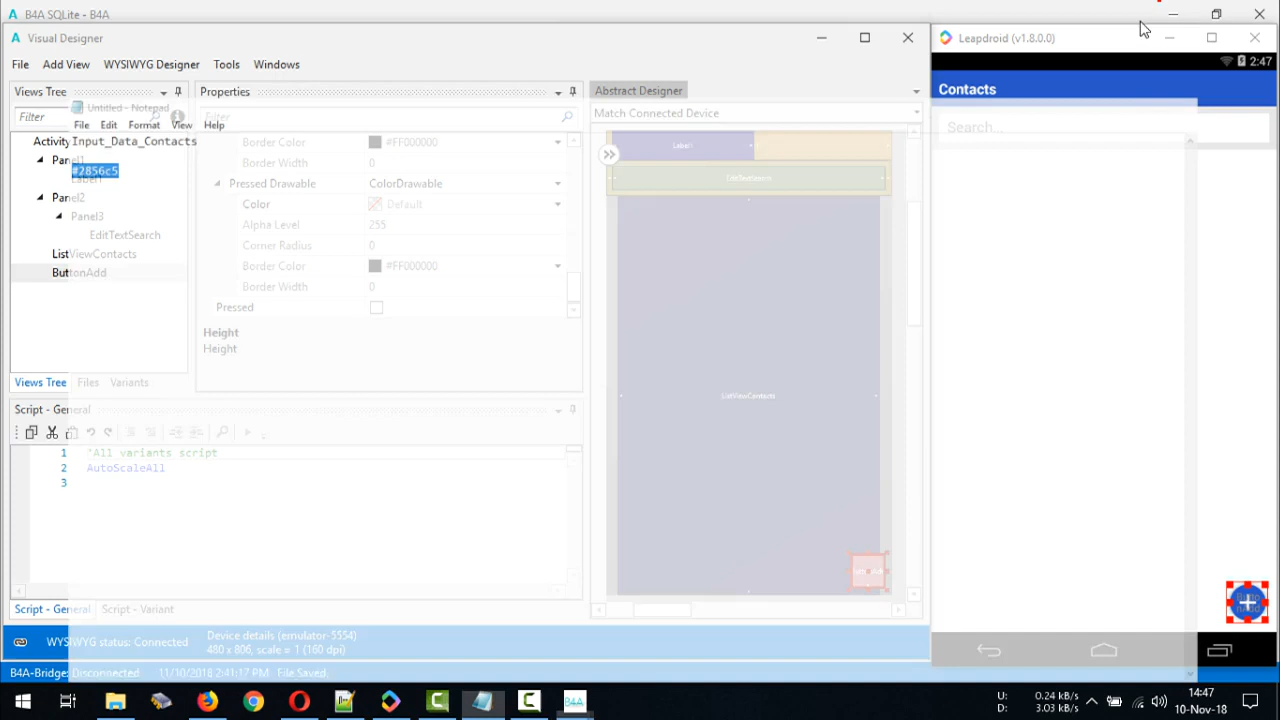 B4A SQLite - B4A
Visual Designer
File Add View WYSIWYG Designer Tools Windows
Views Tree
Filter
Activity
Panel1
Label1
Panel2
Panel3
EditTextSearch
ListViewContacts
ButtonAdd
Views Tree Files Variants
Untitled - Notepad
File Edit Format View Help
Input_Data_Contacts
#2856c5
Properties
Filter
Border Color #FF000000
Border Width 0
Pressed Drawable ColorDrawable
Color Default
Alpha Level 255
Corner Radius 0
Border Color #FF000000
Border Width 0
Pressed
Height
Height
Abstract Designer
Match Connected Device
Label1
EditTextSearch
ListViewContacts
Script - General
1 'All variants script
2 AutoScaleAll
3
Script - General Script - Variant
WYSIWYG status: Connected
Device details (emulator-5554)
480 x 806, scale = 1 (160 dpi)
B4A-Bridge: Disconnected 11/10/2018 2:41:17 PM File Saved.
Leapdroid (v1.8.0.0)
2:47
Contacts
Search...
B4A
U: 0.24 kB/s
D: 3.03 kB/s
14:47
10-Nov-18